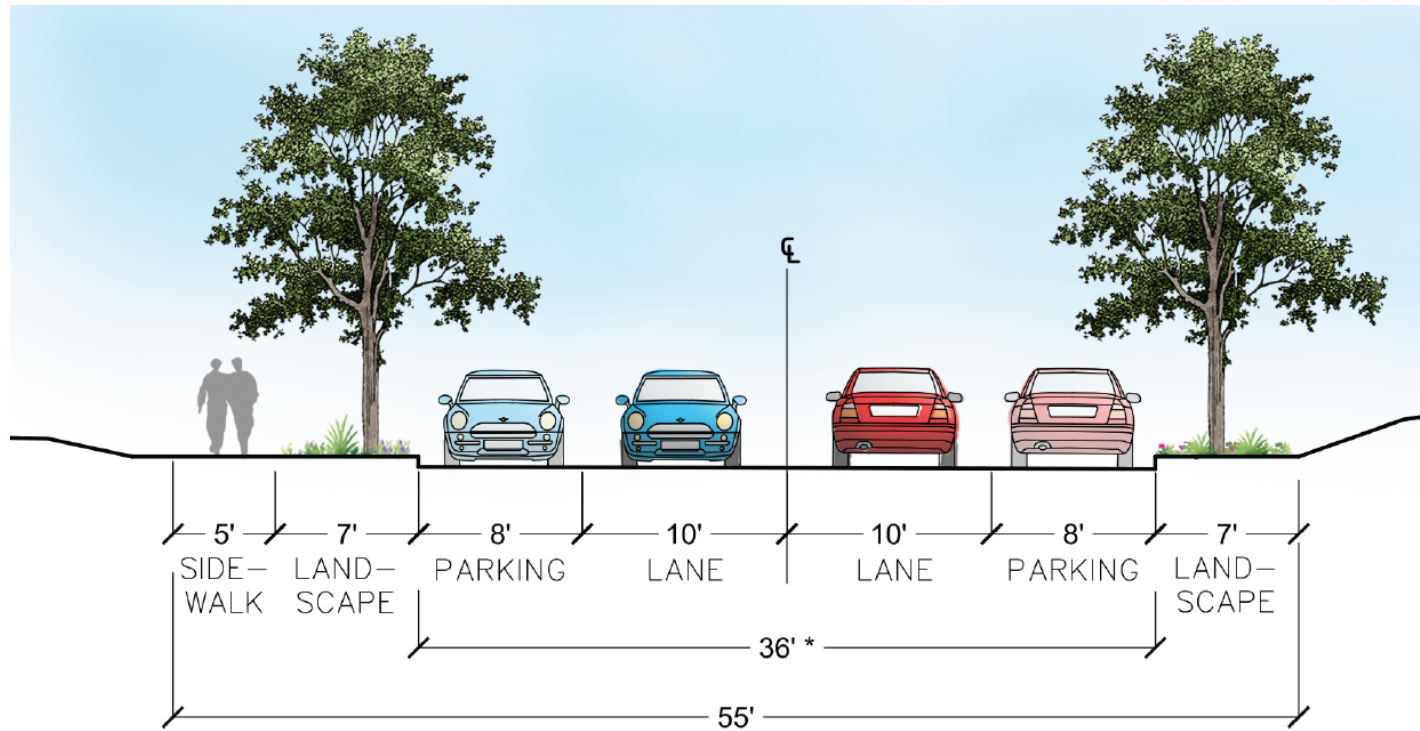 ℄
5' 7' 8' 10' 10' 8' 7'
SIDE- LAND- PARKING LANE LANE PARKING LAND-
WALK SCAPE SCAPE
36' *
55'